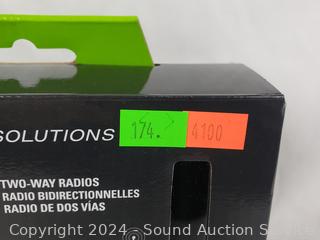 SOLUTIONS
174.
4100
TWO-WAY RADIOS
RADIO BIDIRECTIONNELLES
RADIO DE DOS VÍAS
Copyright 2024 - Sound Auction Service